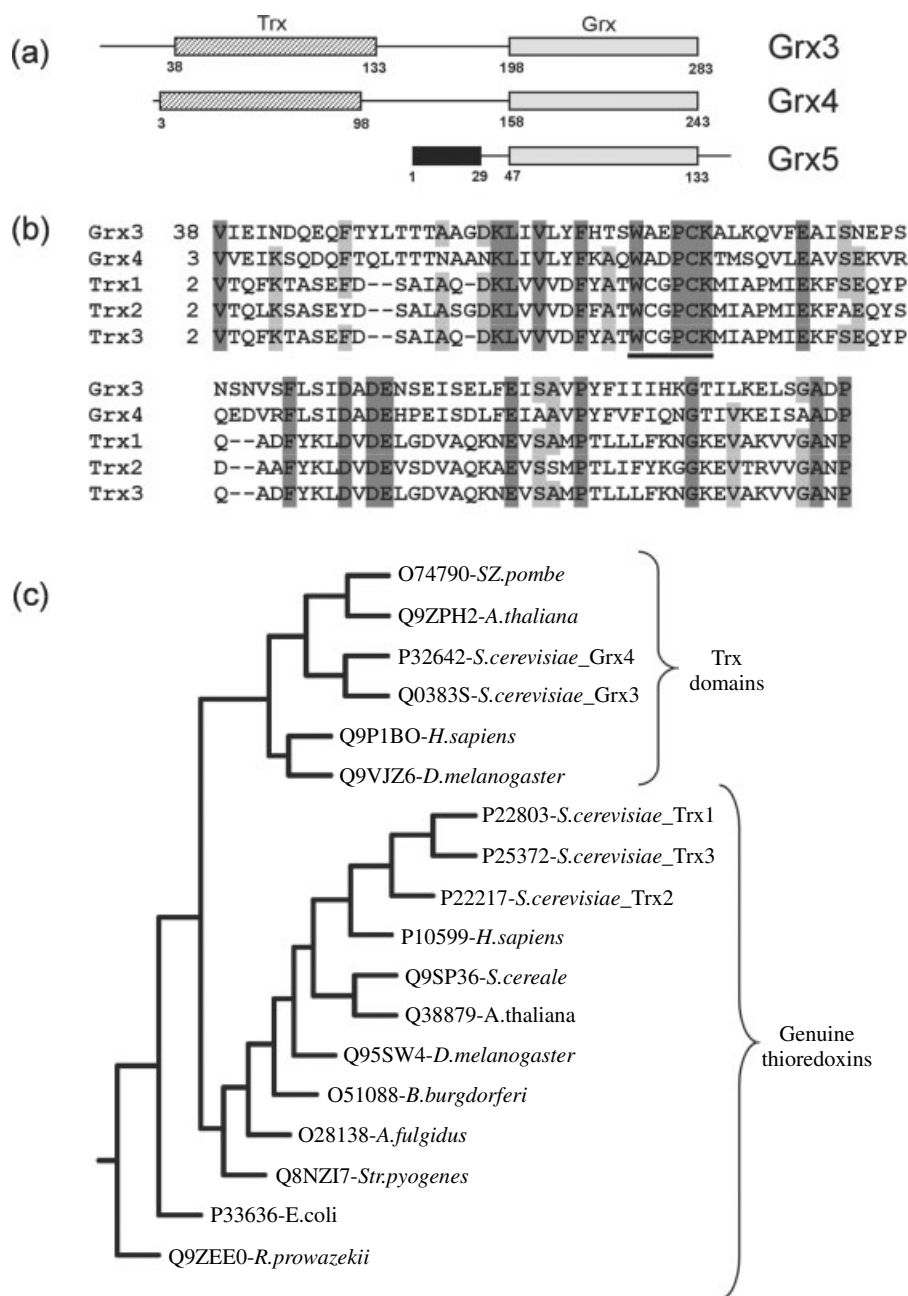 (a)
Trx Grx
38 133 198 283 Grx3
3 98 158 243 Grx4
1 29 47 133 Grx5
(b)
Grx3 38 VIEINDQEQFTYLTTTAAGDKLIVLYFHTSWAEPCKALKQVFEAISNEPS
Grx4 3 VVEIKSQDQFTQLTTTNAANKLIVLYFKAQWADPCKTMSQVLEAVSEKVR
Trx1 2 VTQFKTASEFD--SAIAQ-DKLVVVDFYATWCGPCKMIAPMIEKFSEQYP
Trx2 2 VTQLKSASEYD--SALASGDKLVVVDFFATWCGPCKMIAPMIEKFAEQYS
Trx3 2 VTQFKTASEFD--SAIAQ-DKLVVVDFYATWCGPCKMIAPMIEKFSEQYP
Grx3 NSNVSFLSIDADENSEISELFEISAVPYFIIIHKGTILKELSGADP
Grx4 QEDVRFLSIDADEHPEISDLFEIAAVPYFVFIQNGTIVKEISAADP
Trx1 Q--ADFYKLDVDELGDVAQKNEVSAMPTLLLFKNGKEVAKVVGANP
Trx2 D--AAFYKLDVDEVSDVAQKAEVSSMPTLIFYKGGKEVTRVVGANP
Trx3 Q--ADFYKLDVDELGDVAQKNEVSAMPTLLLFKNGKEVAKVVGANP
(c)
O74790-SZ.pombe
Q9ZPH2-A.thaliana
P32642-S.cerevisiae_Grx4
Q0383S-S.cerevisiae_Grx3
Q9P1BO-H.sapiens
Q9VJZ6-D.melanogaster
Trx
domains
P22803-S.cerevisiae_Trx1
P25372-S.cerevisiae_Trx3
P22217-S.cerevisiae_Trx2
P10599-H.sapiens
Q9SP36-S.cereale
Q38879-A.thaliana
Q95SW4-D.melanogaster
O51088-B.burgdorferi
O28138-A.fulgidus
Q8NZI7-Str.pyogenes
P33636-E.coli
Q9ZEE0-R.prowazekii
Genuine
thioredoxins